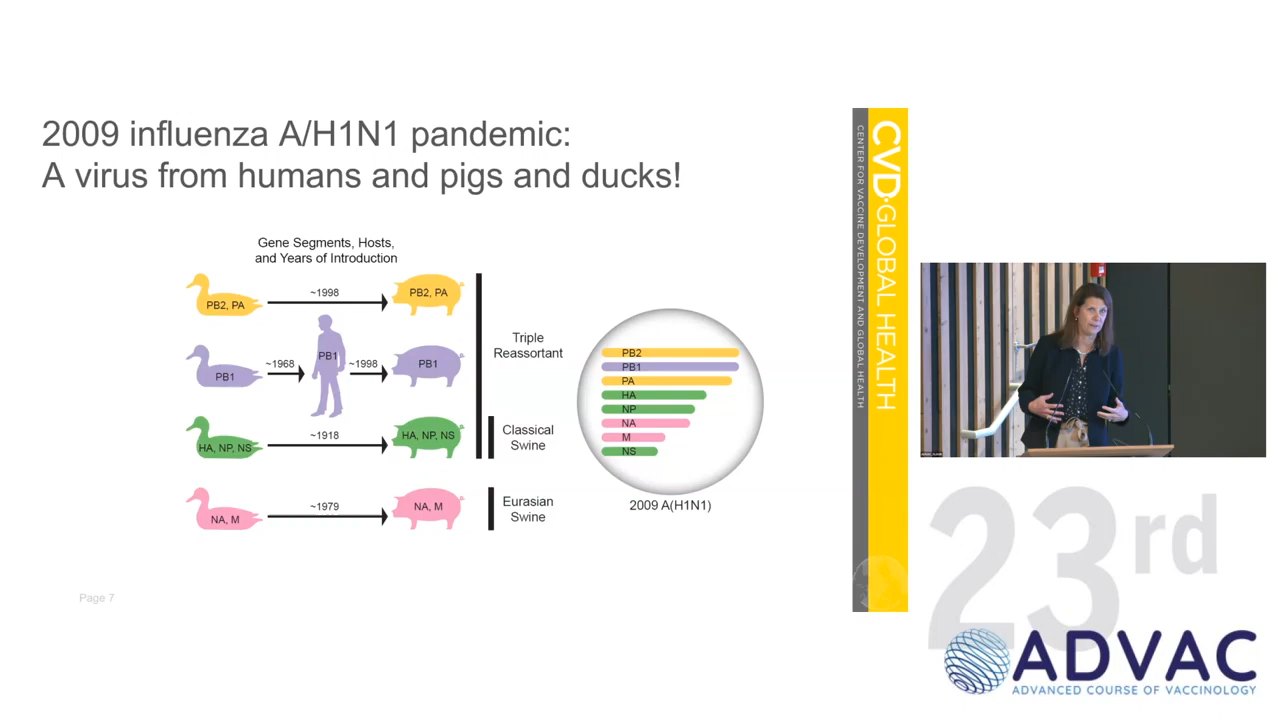 2009 influenza A/H1N1 pandemic:
A virus from humans and pigs and ducks!
Gene Segments, Hosts,
and Years of Introduction
PB2, PA
~1998
PB2, PA
PB1
~1968
PB1
~1998
PB1
HA, NP, NS
~1918
HA, NP, NS
NA, M
~1979
NA, M
Triple
Reassortant
Classical
Swine
Eurasian
Swine
PB2
PB1
PA
HA
NP
NA
M
NS
2009 A(H1N1)
Page 7
CENTER FOR VACCINE DEVELOPMENT AND GLOBAL HEALTH
CVD·GLOBAL HEALTH
23rd
ADVAC
ADVANCED COURSE OF VACCINOLOGY